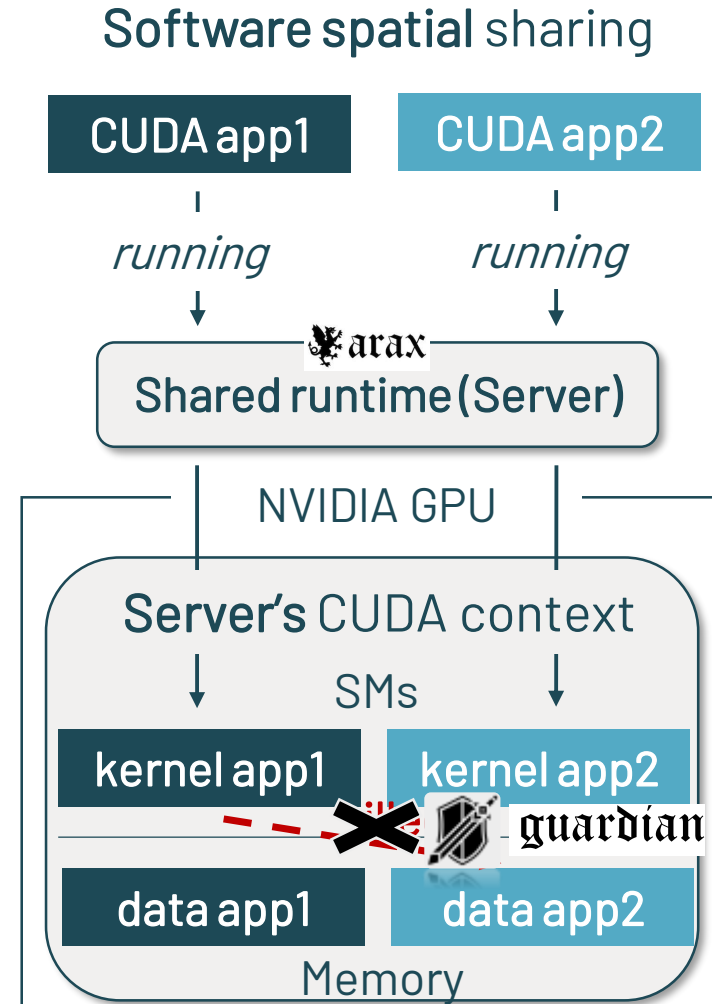 Software spatial sharing
CUDA app1
CUDA app2
running
running
arax
Shared runtime (Server)
NVIDIA GPU
Server's CUDA context
SMs
kernel app1
kernel app2
guardian
data app1
data app2
Memory